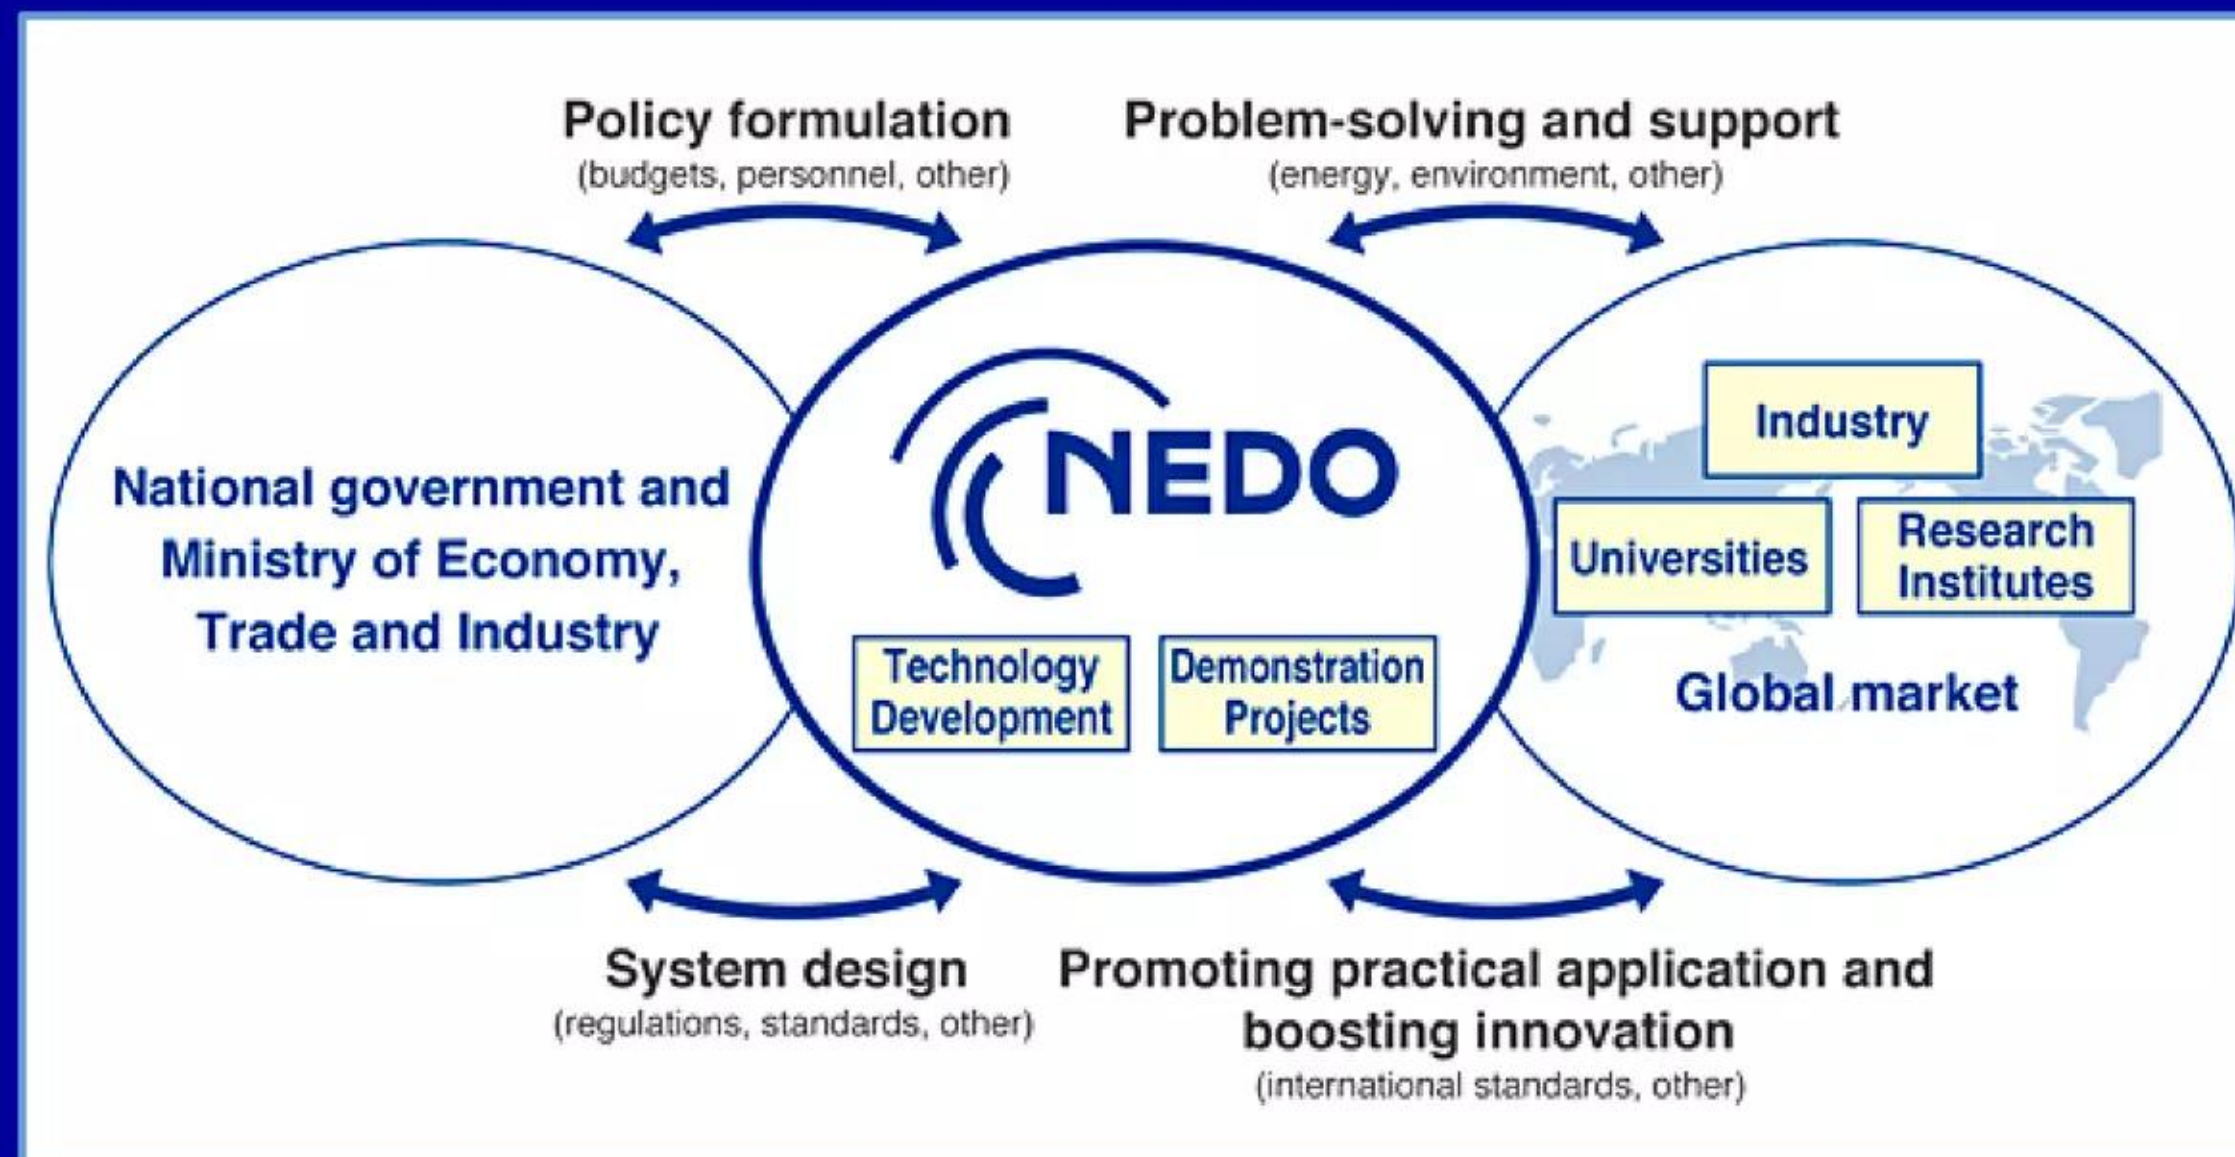 Policy formulation
(budgets, personnel, other)
Problem-solving and support
(energy, environment, other)
National government and
Ministry of Economy,
Trade and Industry
NEDO
Technology
Development
Demonstration
Projects
Industry
Universities
Research
Institutes
Global market
System design
(regulations, standards, other)
Promoting practical application and
boosting innovation
(international standards, other)